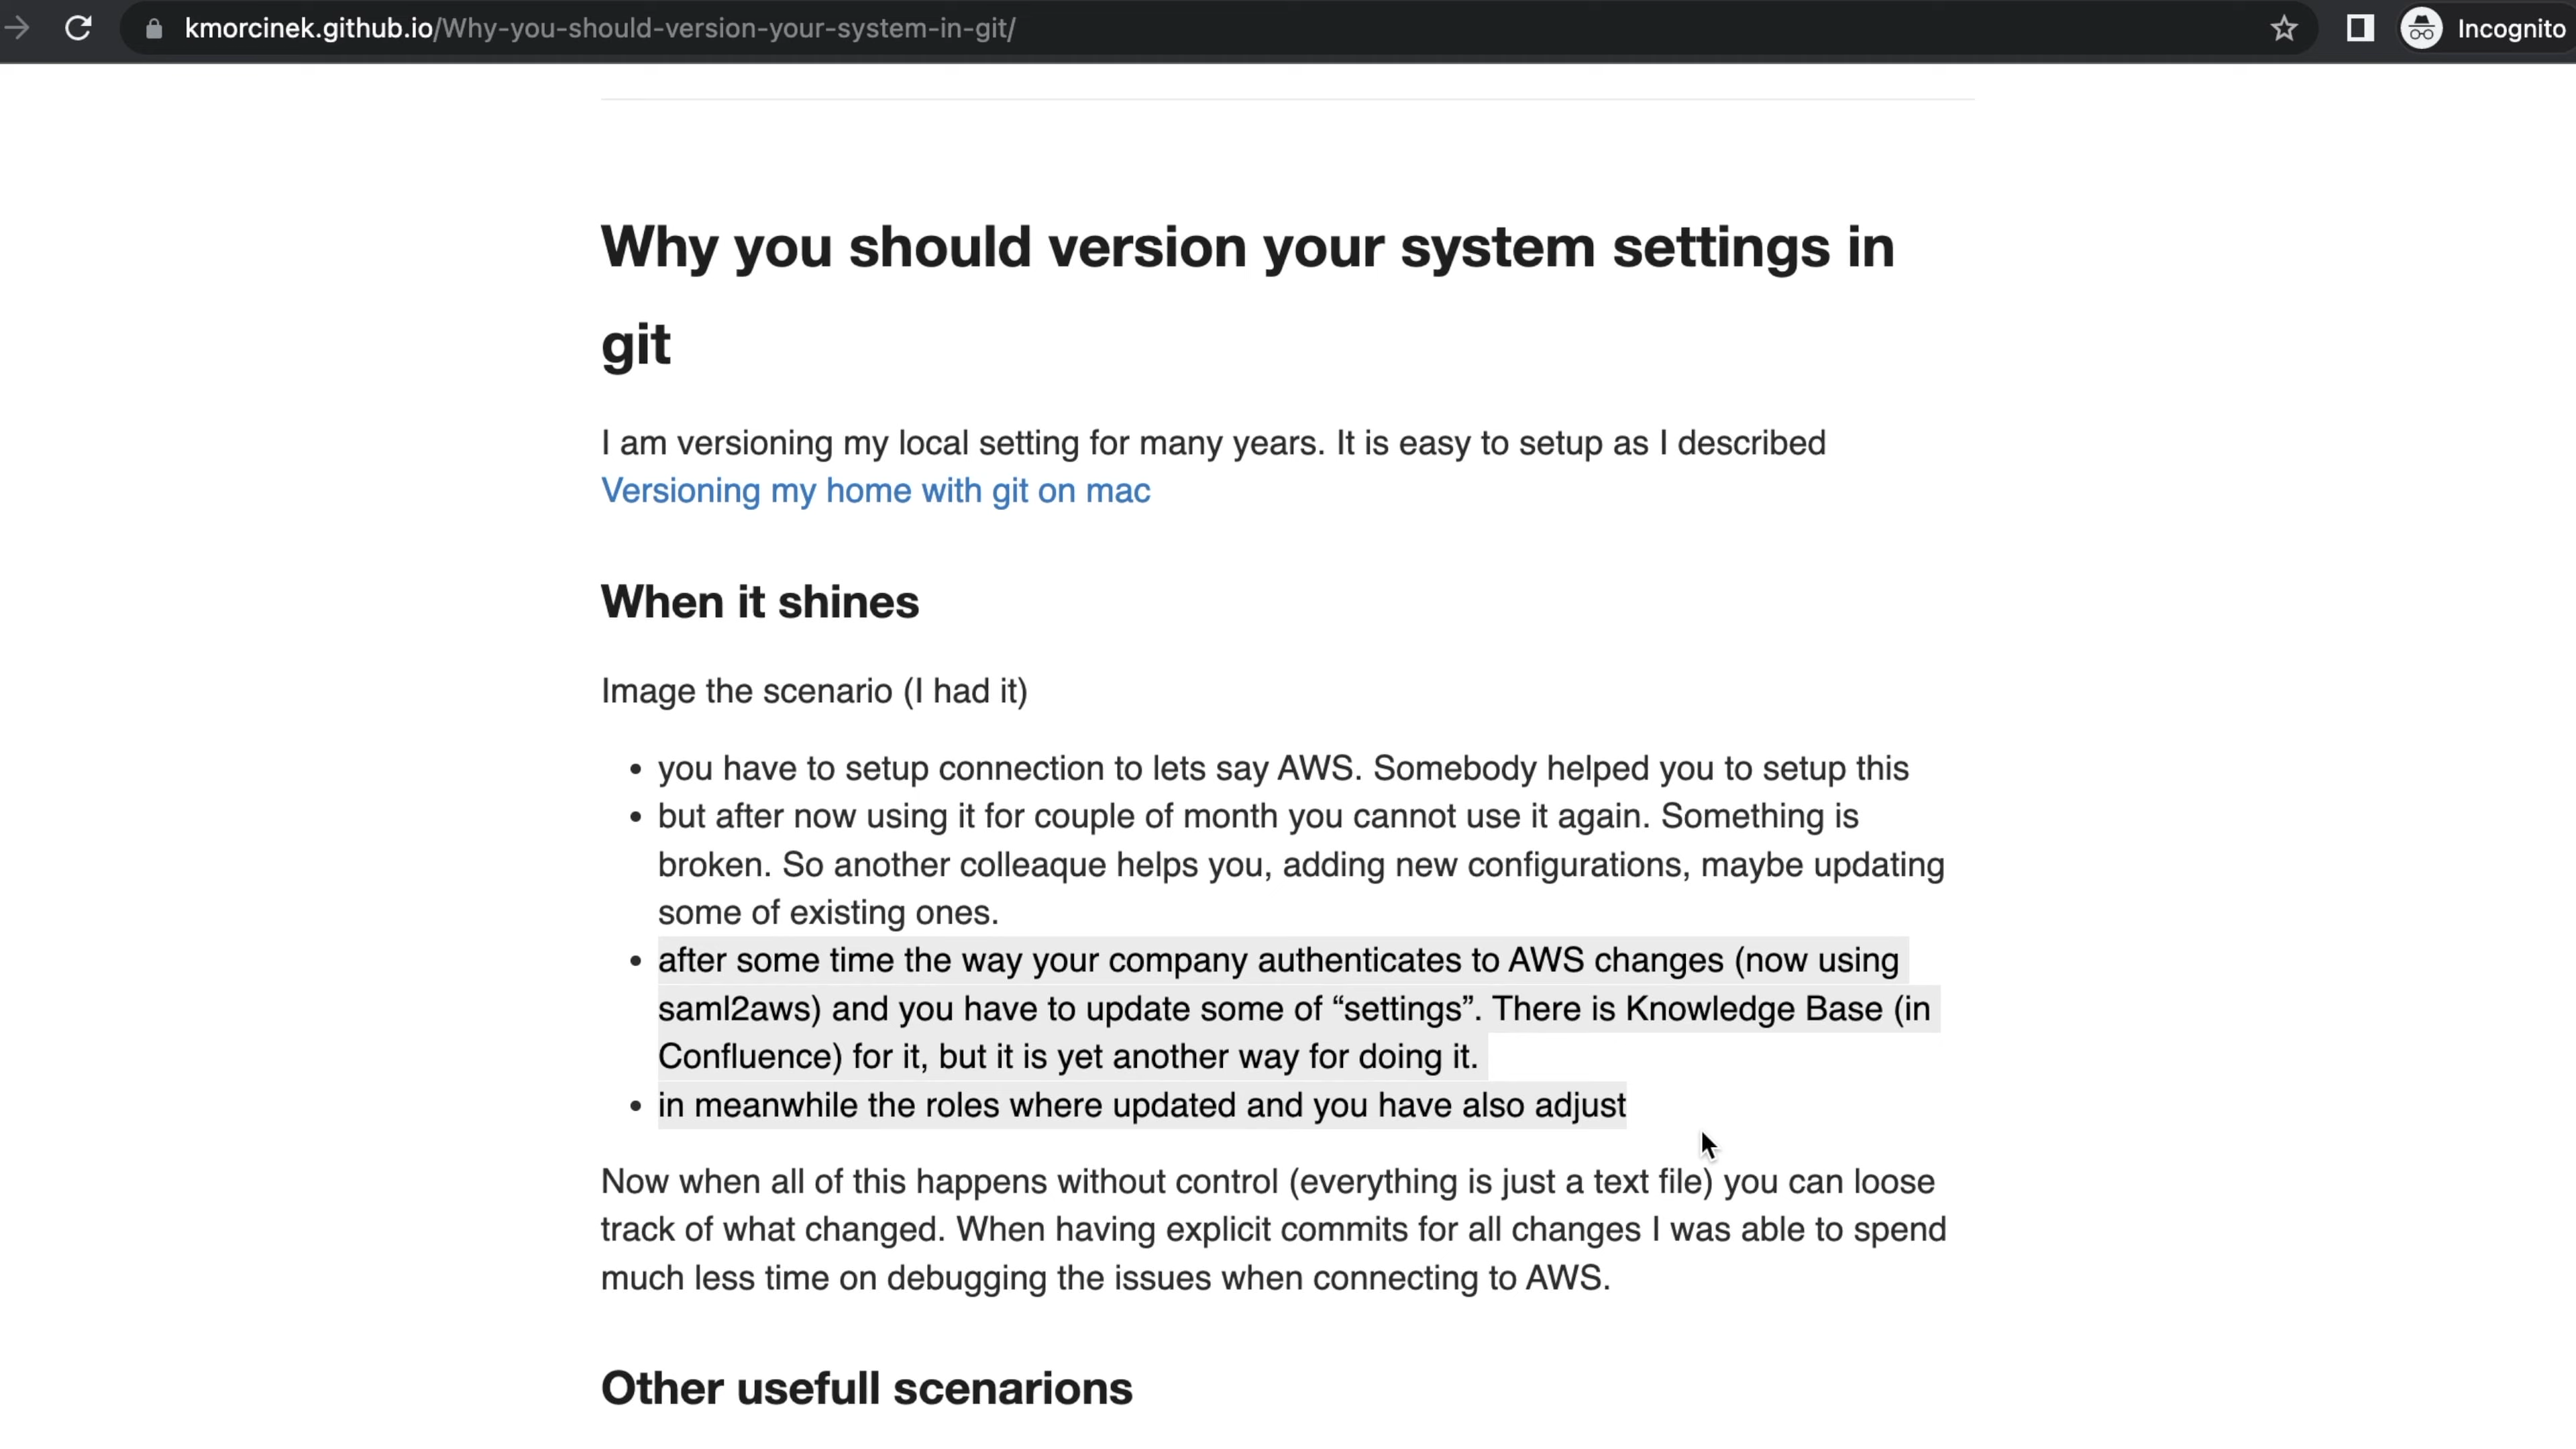 kmorcinek.github.io/Why-you-should-version-your-system-in-git/
Incognito
Why you should version your system settings in
git
I am versioning my local setting for many years. It is easy to setup as I described
Versioning my home with git on mac
When it shines
Image the scenario (I had it)
• you have to setup connection to lets say AWS. Somebody helped you to setup this
• but after now using it for couple of month you cannot use it again. Something is
broken. So another colleaque helps you, adding new configurations, maybe updating
some of existing ones.
• after some time the way your company authenticates to AWS changes (now using
saml2aws) and you have to update some of “settings”. There is Knowledge Base (in
Confluence) for it, but it is yet another way for doing it.
• in meanwhile the roles where updated and you have also adjust
Now when all of this happens without control (everything is just a text file) you can loose
track of what changed. When having explicit commits for all changes I was able to spend
much less time on debugging the issues when connecting to AWS.
Other usefull scenarions